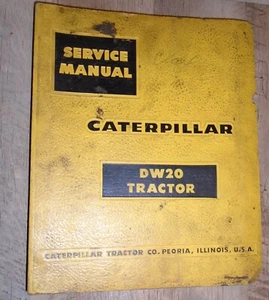 SERVICE
MANUAL
CATERPILLAR
DW20
TRACTOR
CATERPILLAR TRACTOR CO. PEORIA, ILLINOIS, U.S.A.